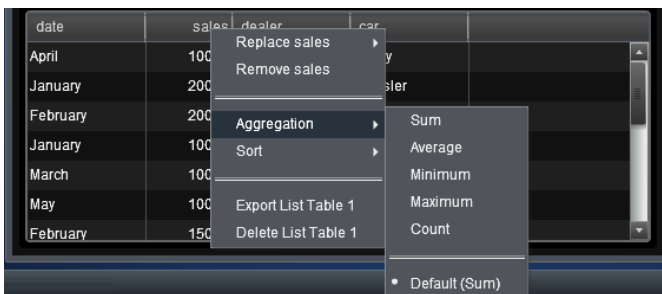 date sales dealer car
April 100
January 200
February 200
January 100
March 100
May 100
February 150
Replace sales
Remove sales
Aggregation
Sort
Export List Table 1
Delete List Table 1
Sum
Average
Minimum
Maximum
Count
Default (Sum)